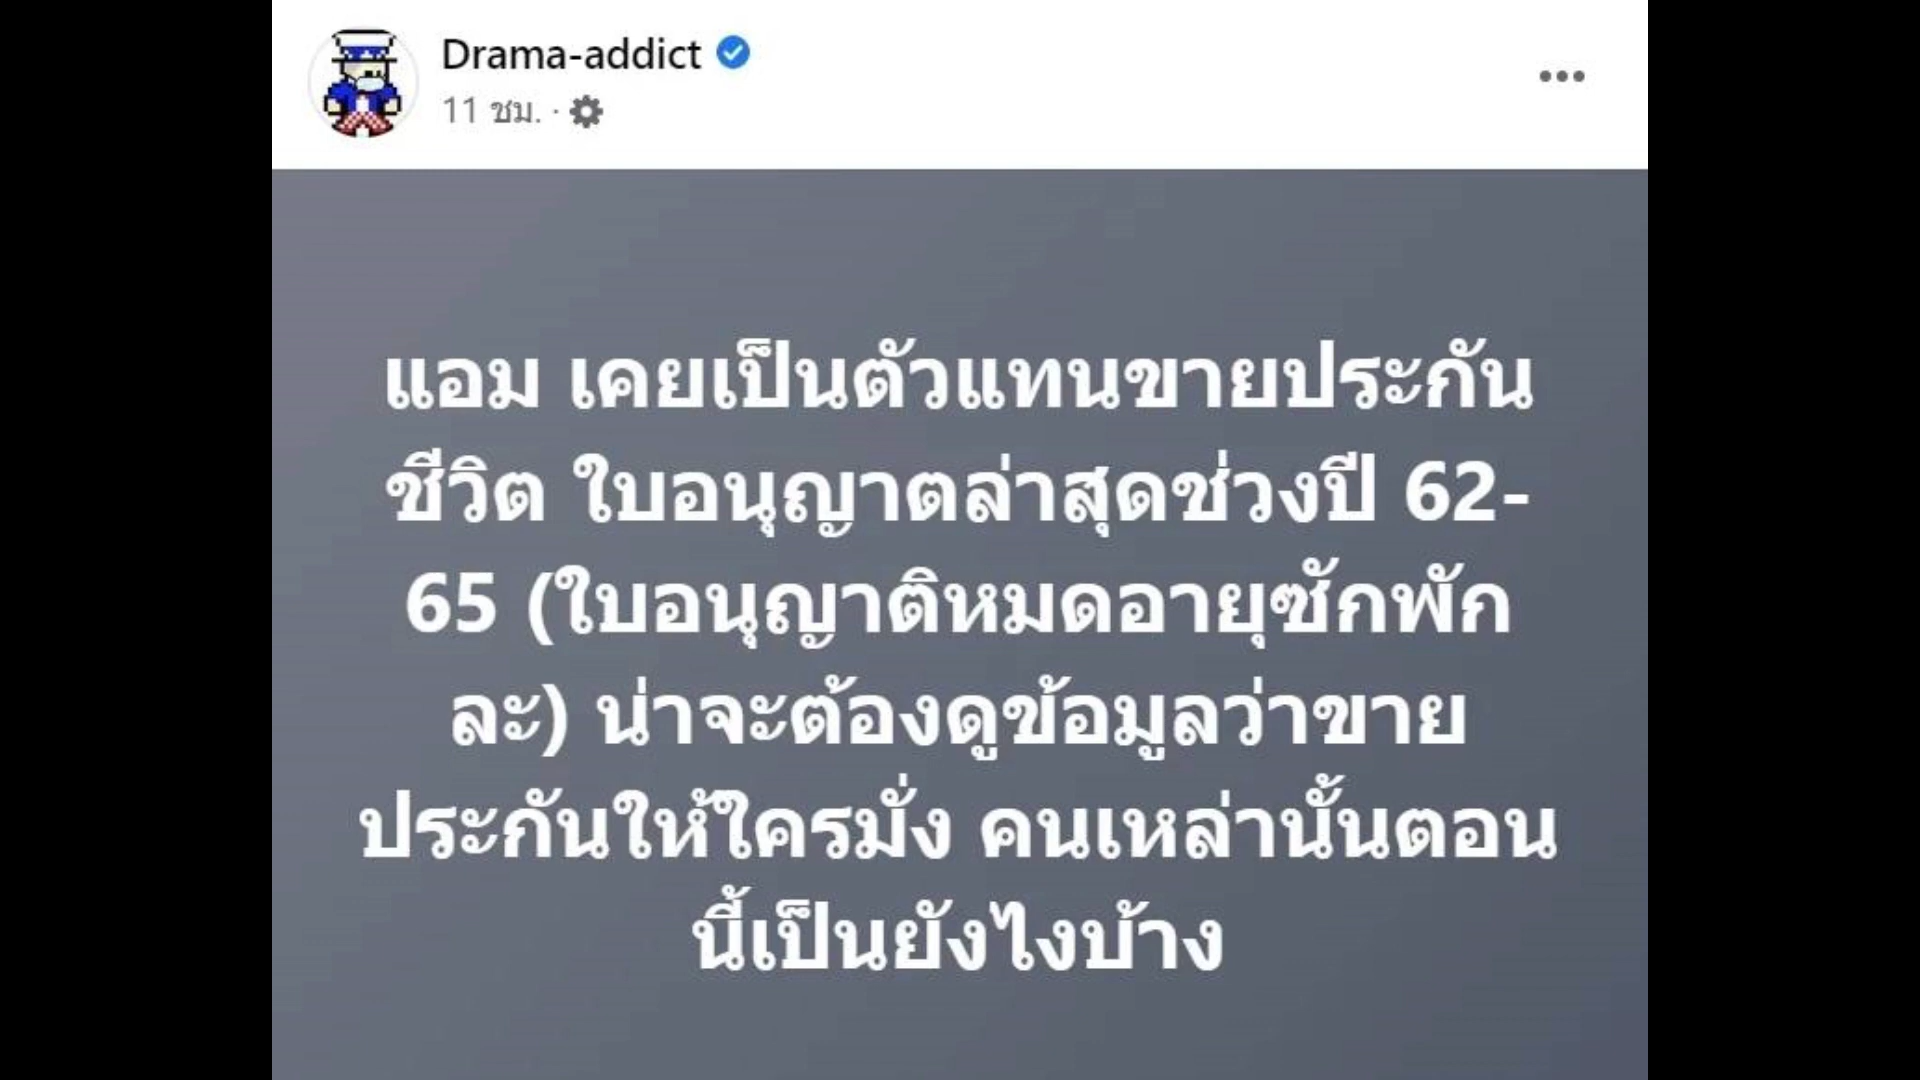 Drama-addict
11 ชม. ·
แอม เคยเป็นตัวแทนขายประกัน
ชีวิต ใบอนุญาตล่าสุดช่วงปี 62-
65 (ใบอนุญาติหมดอายุซักพัก
ละ) น่าจะต้องดูข้อมูลว่าขาย
ประกันให้ใครมั่ง คนเหล่านั้นตอน
นี้เป็นยังไงบ้าง